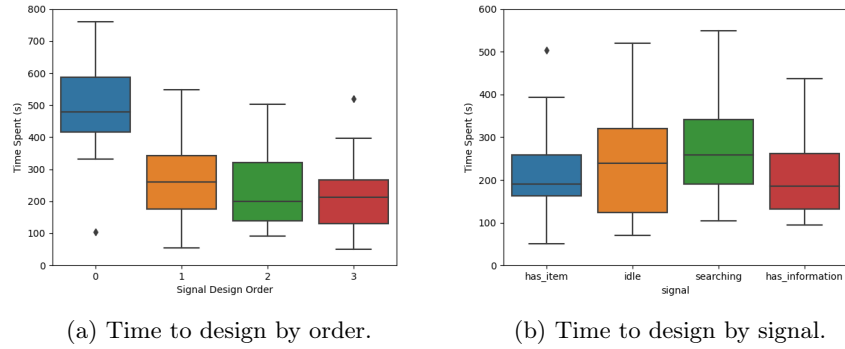 800
700
600
500
400
300
200
100
0
Time Spent (s)
0 1 2 3
Signal Design Order
(a) Time to design by order.
600
500
400
300
200
100
0
Time Spent (s)
has_item idle searching has_information
signal
(b) Time to design by signal.